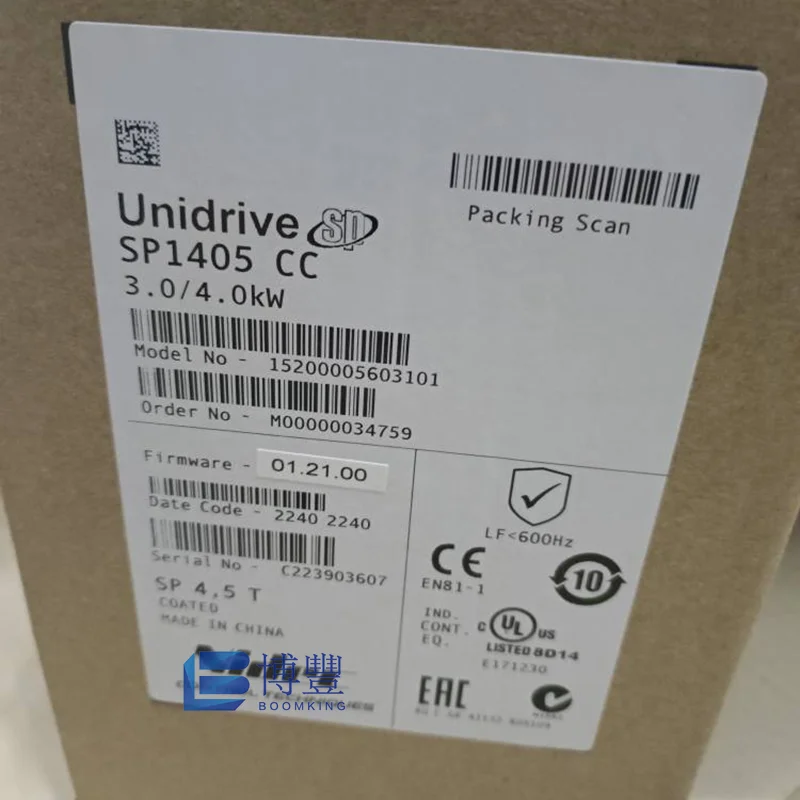 Unidrive SP
SP1405 CC
3.0/4.0kW
Packing Scan
Model No - 15200005603101
Order No - M00000034759
Firmware - 01.21.00
Date Code - 2240 2240
Serial No - C223903607
SP 4,5 T
COATED
MADE IN CHINA
博豐
BOOMKING
LF<600Hz
CE
EN81-1
10
IND.
CONT.
EQ.
C UL US
LISTED 8D14
E171230
EAC